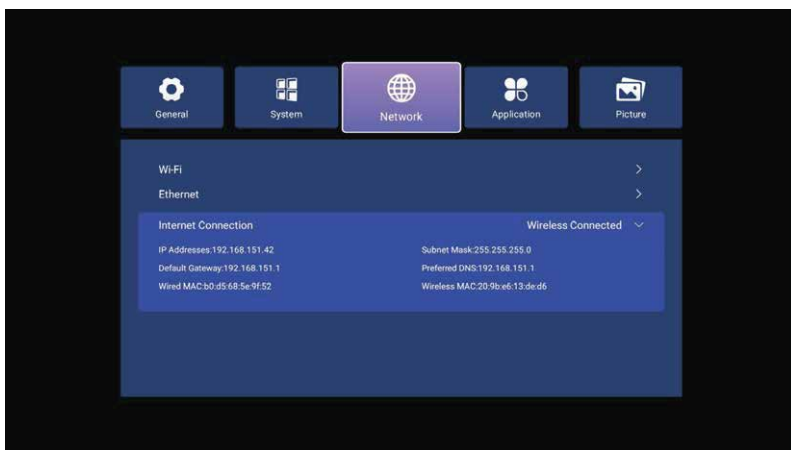 General System Network Application Picture
Wi-Fi
Ethernet
Internet Connection Wireless Connected
IP Addresses:192.168.151.42 Subnet Mask:255.255.255.0
Default Gateway:192.168.151.1 Preferred DNS:192.168.151.1
Wired MAC:b0:d5:68:5e:9f:52 Wireless MAC:20:9b:e6:13:de:d6